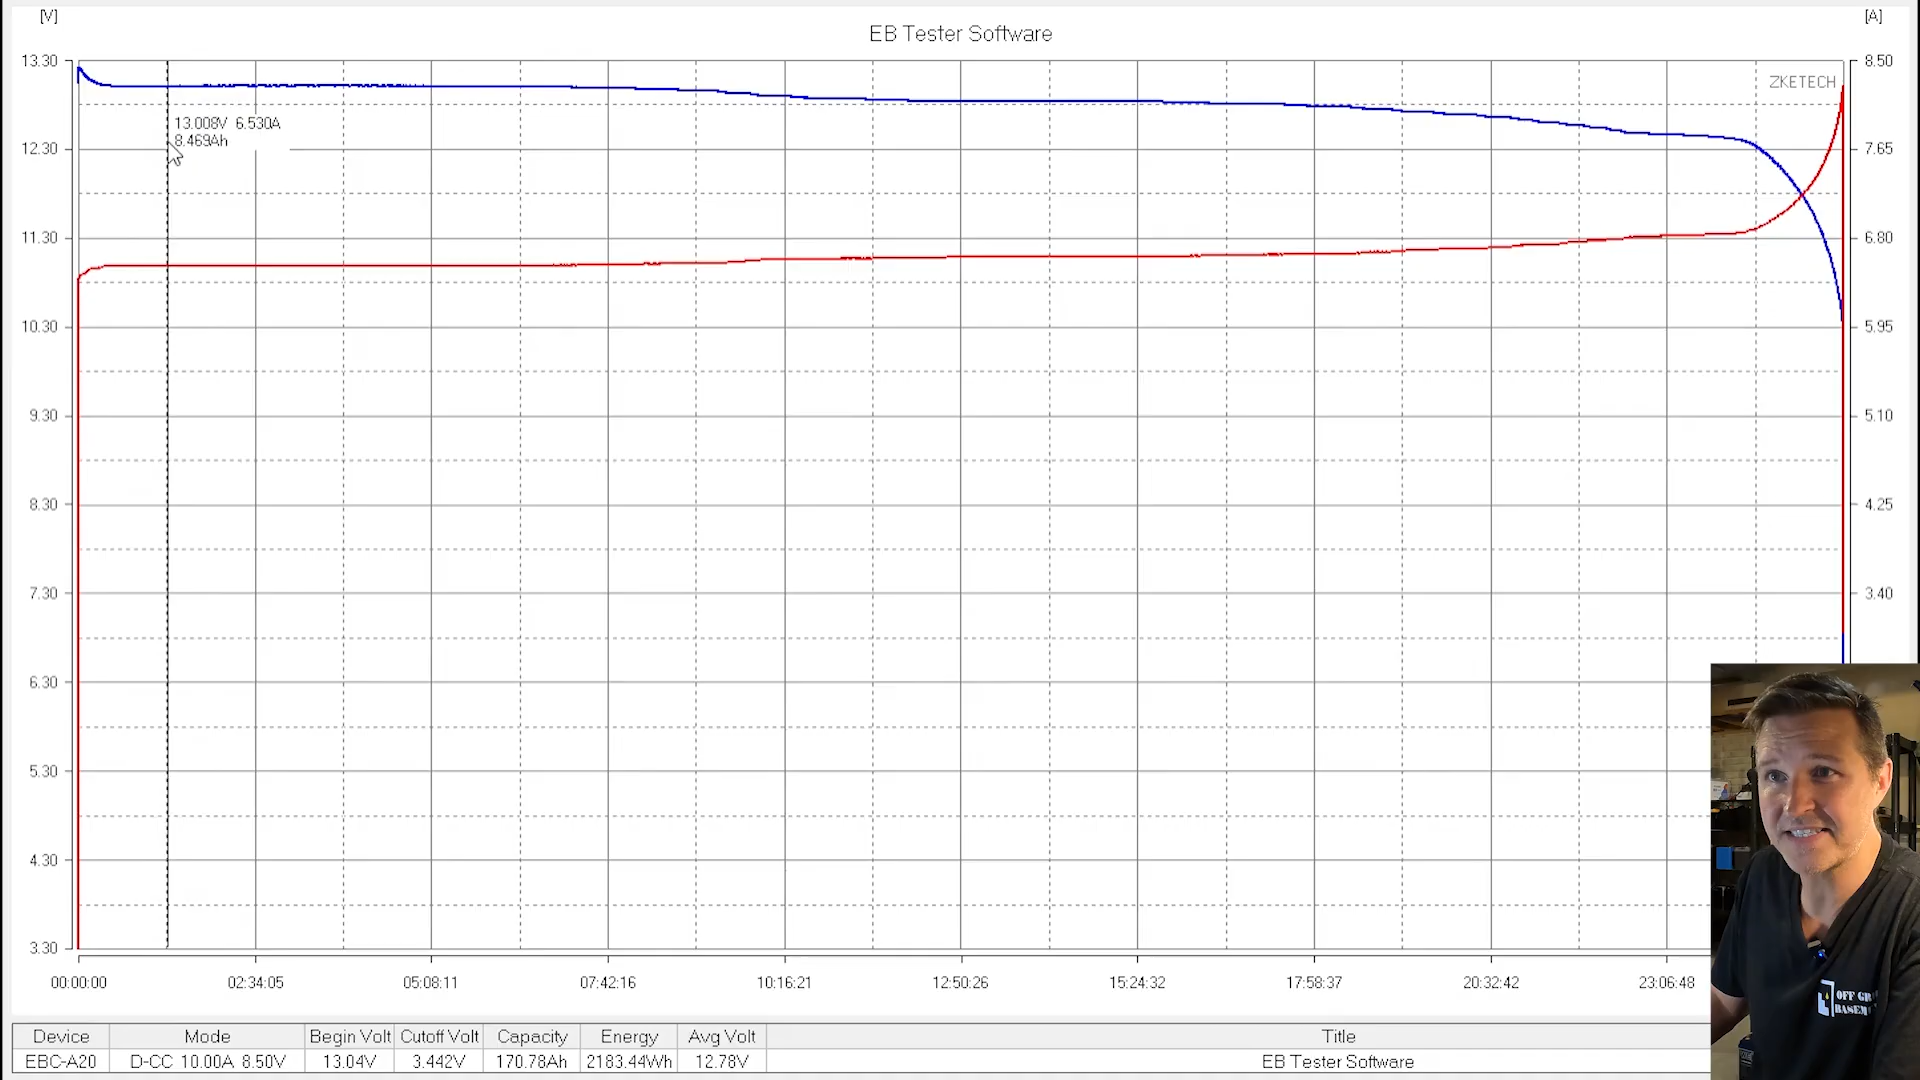 [V]
EB Tester Software
[A]
13.30
8.50
ZKETECH
13.008V 6.530A
8.469Ah
12.30
7.65
11.30
6.80
10.30
5.95
9.30
5.10
8.30
4.25
7.30
3.40
6.30
5.30
4.30
3.30
00:00:00 02:34:05 05:08:11 07:42:16 10:16:21 12:50:26 15:24:32 17:58:37 20:32:42 23:06:48
Device Mode Begin Volt Cutoff Volt Capacity Energy Avg Volt Title
EBC-A20 D-CC 10.00A 8.50V 13.04V 3.442V 170.78Ah 2183.44Wh 12.78V EB Tester Software
OFF